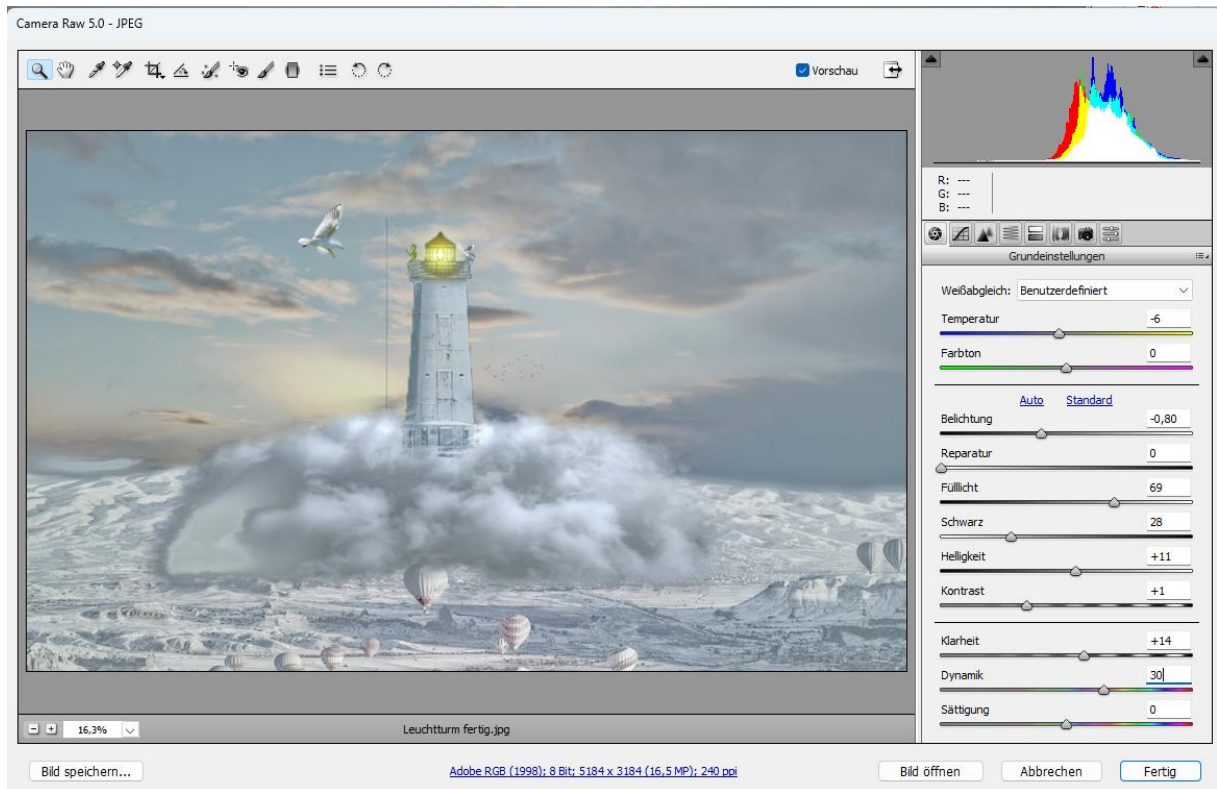 Camera Raw 5.0 - JPEG
Vorschau
R: ---
G: ---
B: ---
Grundeinstellungen
Weißabgleich: Benutzerdefiniert
Temperatur -6
Farbton 0
Auto Standard
Belichtung -0,80
Reparatur 0
Fülllicht 69
Schwarz 28
Helligkeit +11
Kontrast +1
Klarheit +14
Dynamik 30
Sättigung 0
16,3% Leuchtturm fertig.jpg
Bild speichern... Adobe RGB (1998); 8 Bit; 5184 x 3184 (16,5 MP); 240 ppi Bild öffnen Abbrechen Fertig